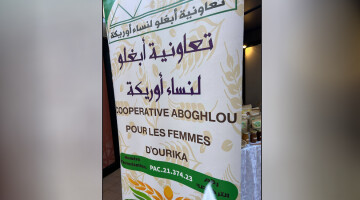 تعاونية أبغلو لنساء أوريكة
تعاونية أبغلو
لنساء أوريكة
COOPERATIVE ABOGHLOU
POUR LES FEMMES
D'OURIKA
PAC.21.374.23